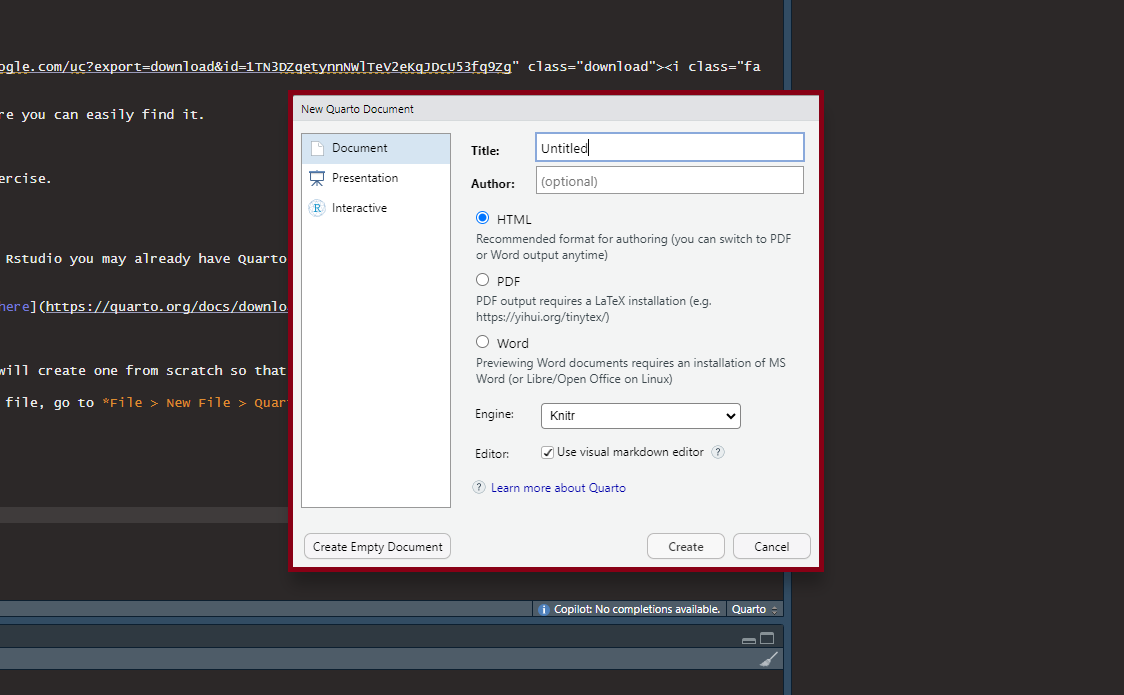 ogle.com/uc?export=download&id=1TN3DZgetynnNWlTeV2eKqJDcU53fq9Zg" class="download"><i class="fa
re you can easily find it.
ercise.
Rstudio you may already have Quarto
here](https://quarto.org/docs/downlo
will create one from scratch so that
file, go to *File > New File > Quar
New Quarto Document
Document
Presentation
R Interactive
Title: Untitled
Author: (optional)
HTML
Recommended format for authoring (you can switch to PDF
or Word output anytime)
PDF
PDF output requires a LaTeX installation (e.g.
https://yihui.org/tinytex/)
Word
Previewing Word documents requires an installation of MS
Word (or Libre/Open Office on Linux)
Engine: Knitr
Editor: Use visual markdown editor ?
? Learn more about Quarto
Create Empty Document
Create
Cancel
i Copilot: No completions available. Quarto